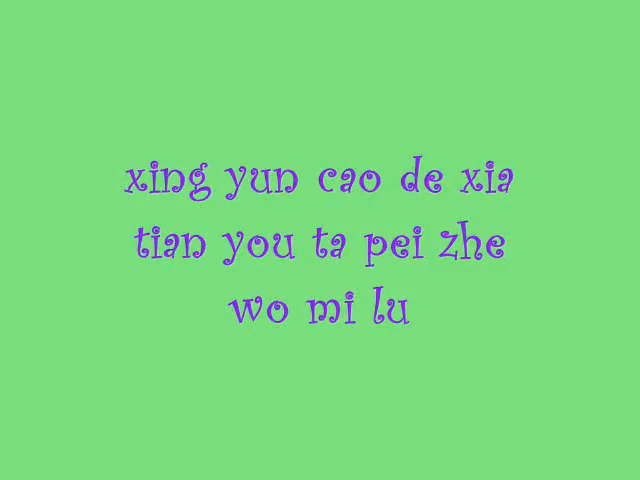 xing yun cao de xia
tian you ta pei zhe
wo mi lu